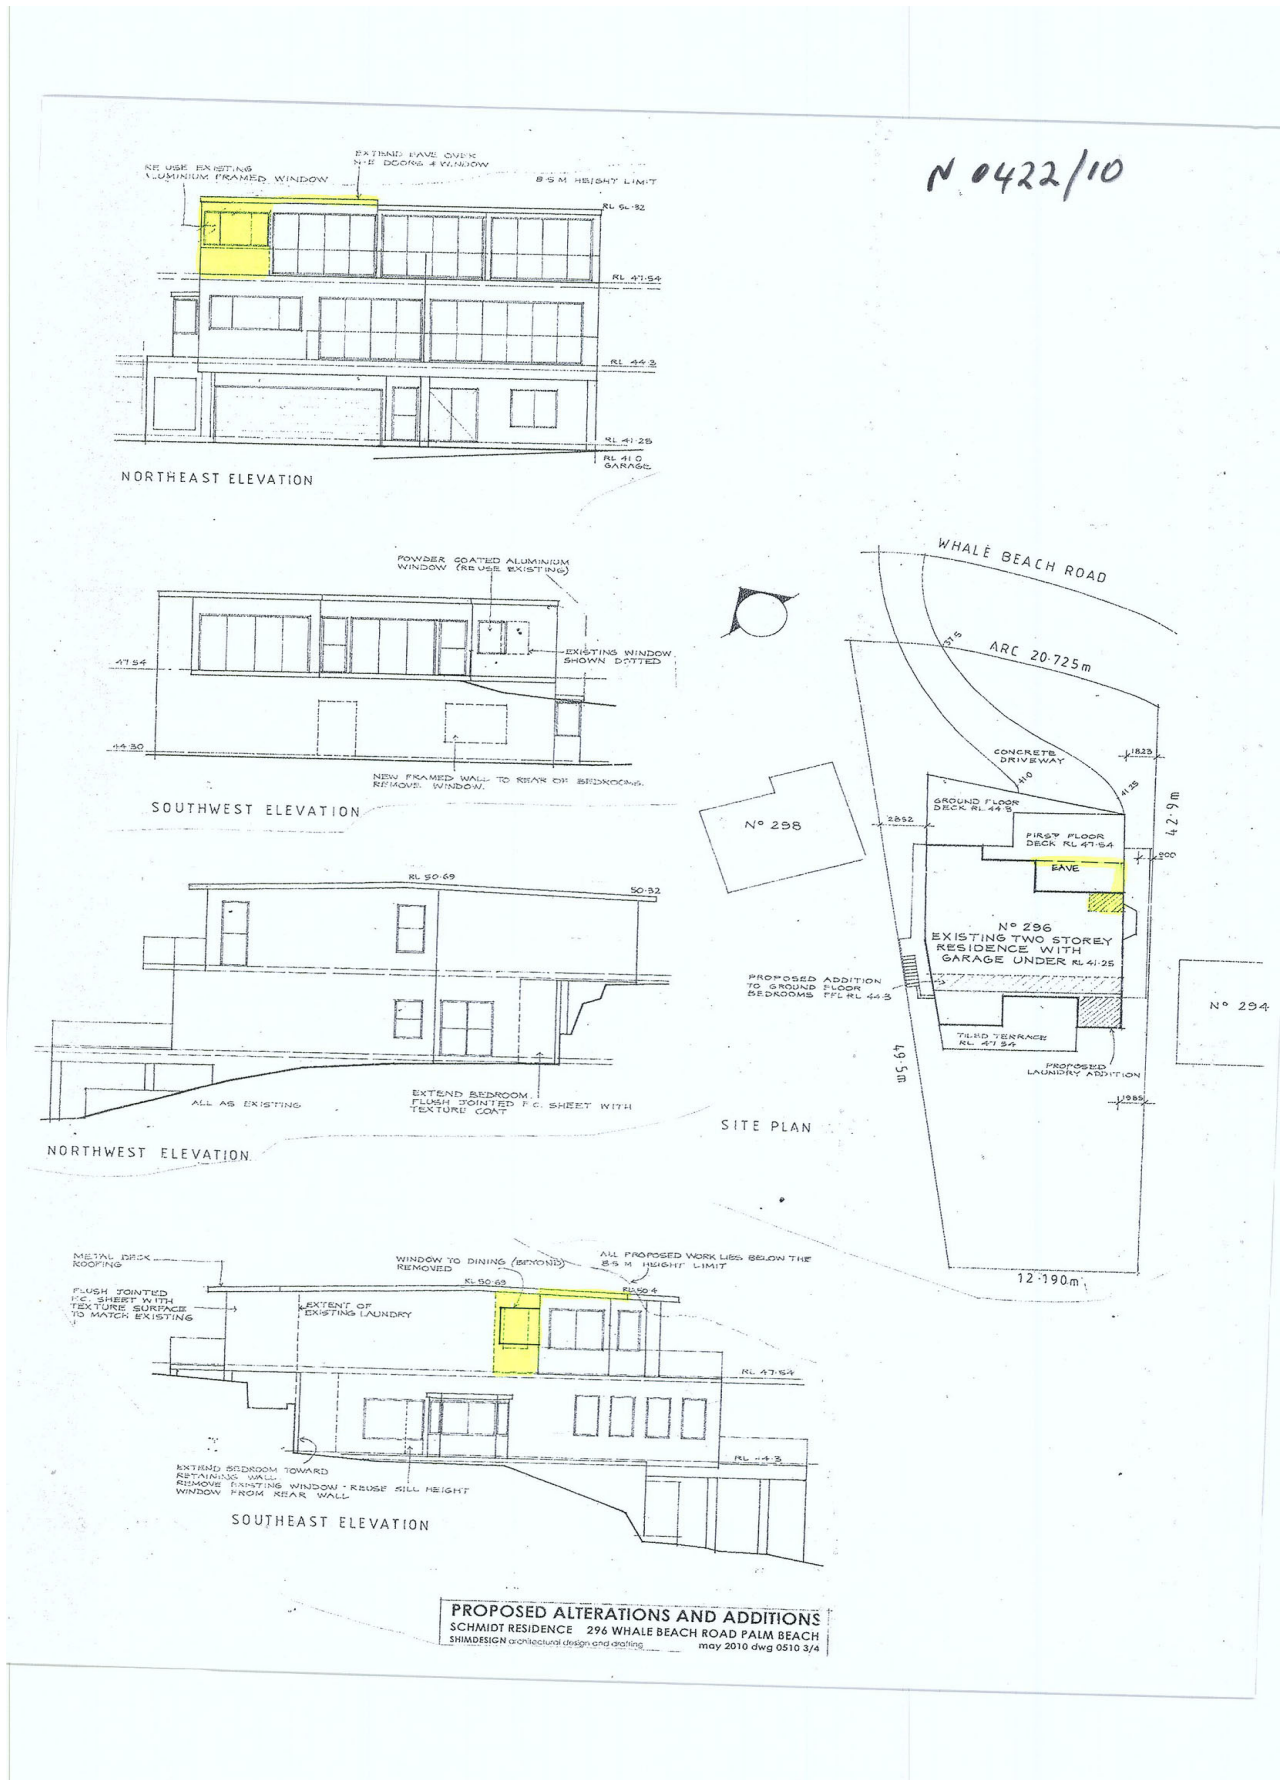 N 0422/10
EXTEND EAVE OVER
N-E DOORS & WINDOW
RE USE EXISTING
ALUMINIUM FRAMED WINDOW
8·5 M HEIGHT LIMIT
RL 47·54
RL 44·3
RL 41·25
RL 41·0
GARAGE
NORTHEAST ELEVATION
POWDER COATED ALUMINIUM
WINDOW (RE USE EXISTING)
EXISTING WINDOW
SHOWN DOTTED
47·54
44·30
NEW FRAMED WALL TO REAR OF BEDROOMS.
REMOVE WINDOW.
SOUTHWEST ELEVATION
RL 50·69
50·32
ALL AS EXISTING
EXTEND BEDROOM.
FLUSH JOINTED F.C. SHEET WITH
TEXTURE COAT
NORTHWEST ELEVATION
WHALE BEACH ROAD
37·5
ARC 20·725m
CONCRETE
DRIVEWAY
1823
41·0
41·25
GROUND FLOOR
DECK RL 44·3
2852
FIRST FLOOR
DECK RL 47·54
42·9m
900
EAVE
Nº 298
Nº 296
EXISTING TWO STOREY
RESIDENCE WITH
GARAGE UNDER RL 41·25
PROPOSED ADDITION
TO GROUND FLOOR
BEDROOMS FFL RL 44·3
Nº 294
TILED TERRACE
RL 47·54
49·5m
PROPOSED
LAUNDRY ADDITION
1985
SITE PLAN
12·190m
METAL DECK
ROOFING
WINDOW TO DINING (BEYOND)
REMOVED
ALL PROPOSED WORK LIES BELOW THE
8·5 M HEIGHT LIMIT
RL 50·69
RL 50·4
FLUSH JOINTED
F.C. SHEET WITH
TEXTURE SURFACE
TO MATCH EXISTING
EXTENT OF
EXISTING LAUNDRY
RL 47·54
EXTEND BEDROOM TOWARD
RETAINING WALL
REMOVE EXISTING WINDOW - REUSE SILL HEIGHT
WINDOW FROM REAR WALL
SOUTHEAST ELEVATION
PROPOSED ALTERATIONS AND ADDITIONS
SCHMIDT RESIDENCE 296 WHALE BEACH ROAD PALM BEACH
SHIMDESIGN architectural design and drafting may 2010 dwg 0510 3/4